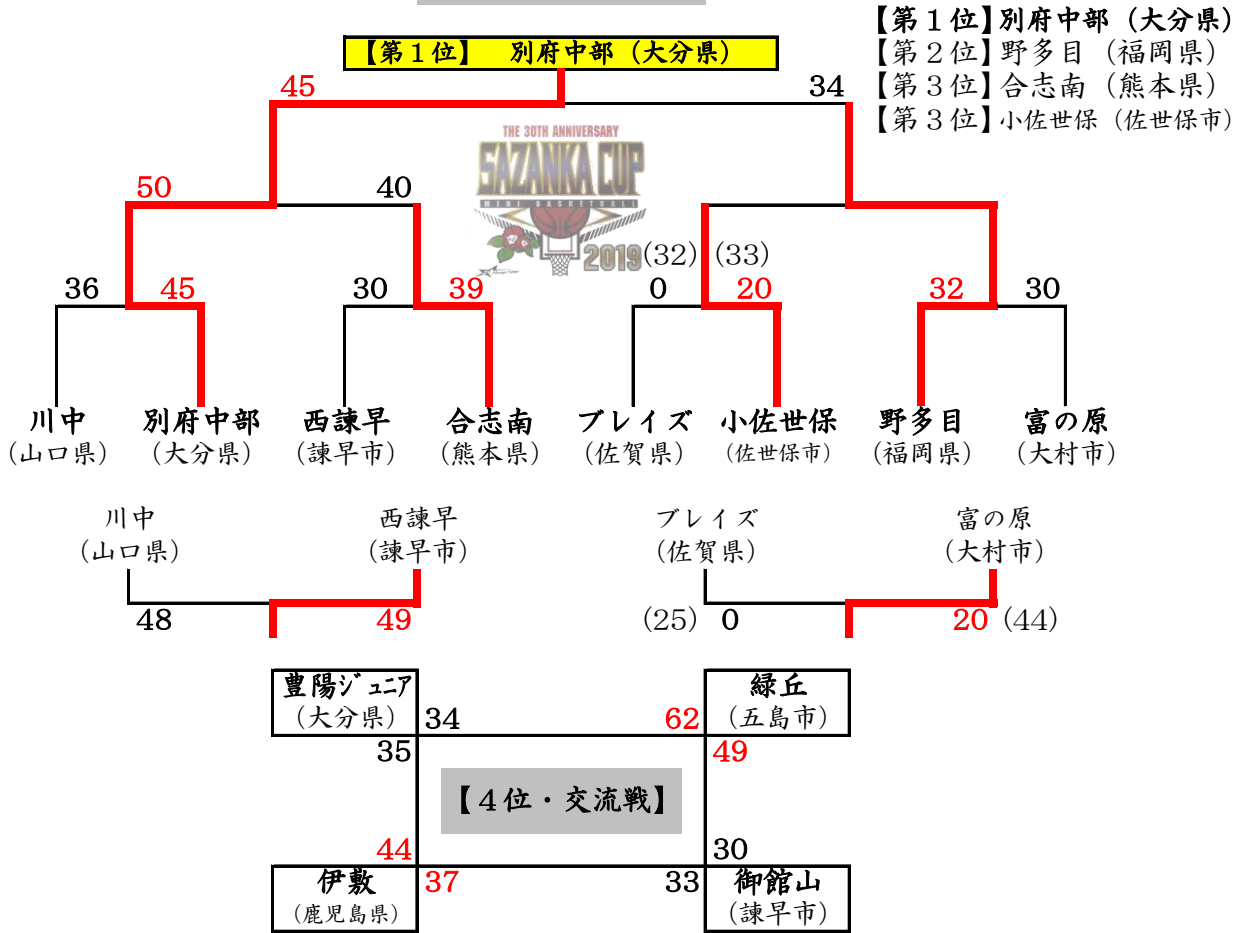 【第１位】別府中部（大分県）
【第２位】野多目（福岡県）
【第３位】合志南（熊本県）
【第３位】小佐世保（佐世保市）
【第１位】　別府中部（大分県）
45 34
THE 30TH ANNIVERSARY
SAZANKA CUP
MINI BASKETBALL
2019
50 40
(32) (33)
36 45 30 39 0 20 32 30
川中 別府中部 西諫早 合志南 ブレイズ 小佐世保 野多目 富の原
（山口県） （大分県） （諫早市） （熊本県） （佐賀県） （佐世保市） （福岡県） （大村市）
川中 西諫早 ブレイズ 富の原
（山口県） （諫早市） （佐賀県） （大村市）
48 49 (25) 0 20 (44)
豊陽ジュニア 緑丘
（大分県） 34 62 （五島市）
35 49
【４位・交流戦】
44 30
伊敷 37 33 御館山
（鹿児島県） （諫早市）